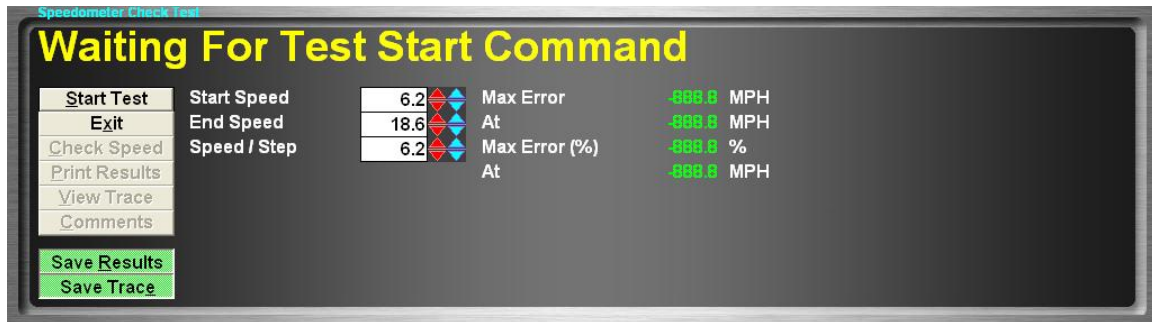 Speedometer Check Test
Waiting For Test Start Command
Start Test
Exit
Check Speed
Print Results
View Trace
Comments
Save Results
Save Trace
Start Speed 6.2
End Speed 18.6
Speed / Step 6.2
Max Error -888.8 MPH
At -888.8 MPH
Max Error (%) -888.8 %
At -888.8 MPH